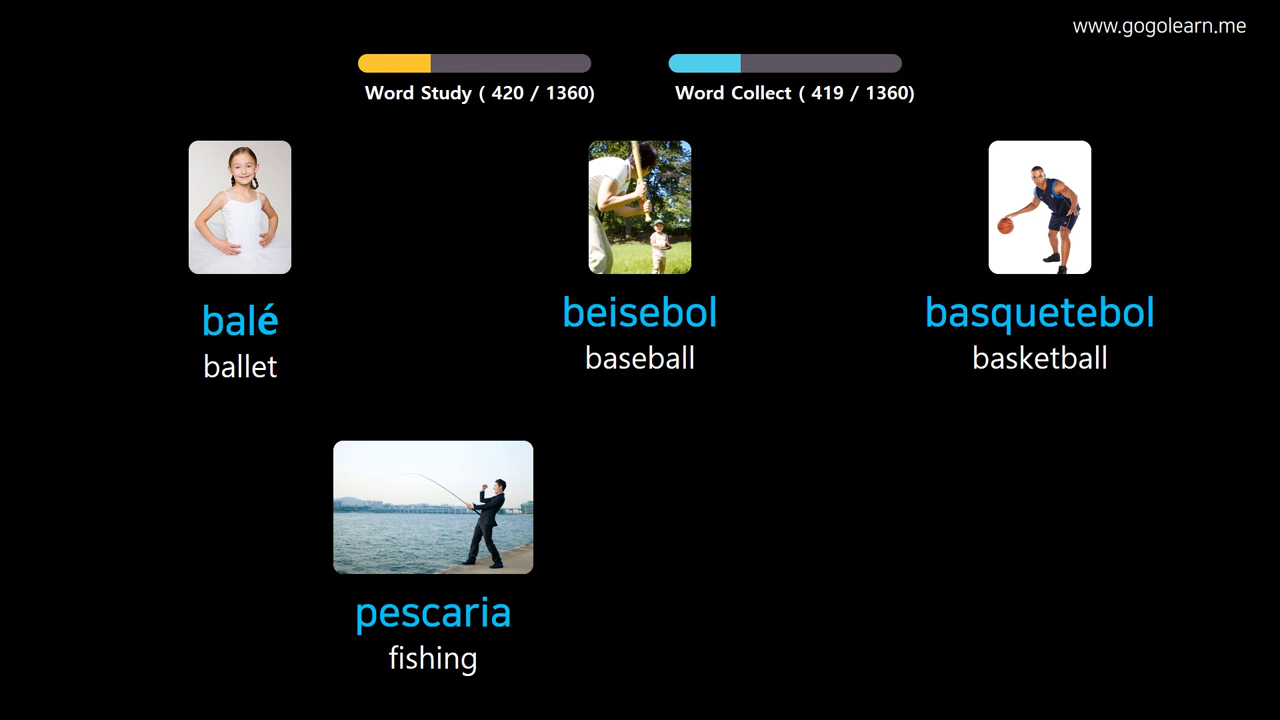 www.gogolearn.me
Word Study ( 420 / 1360)
Word Collect ( 419 / 1360)
balé
ballet
beisebol
baseball
basquetebol
basketball
pescaria
fishing